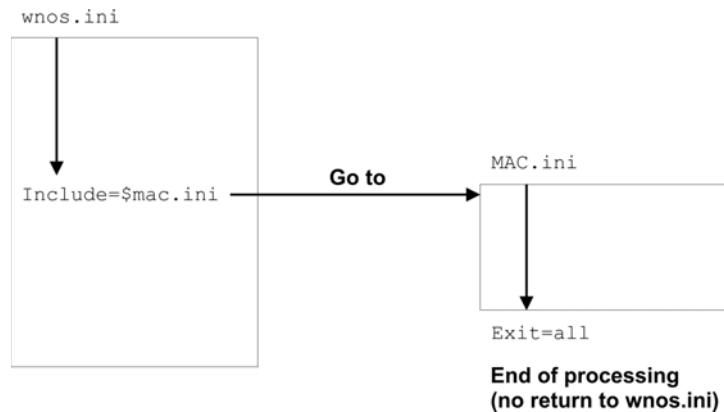 wnos.ini
Include=$mac.ini
Go to
MAC.ini
Exit=all
End of processing
(no return to wnos.ini)